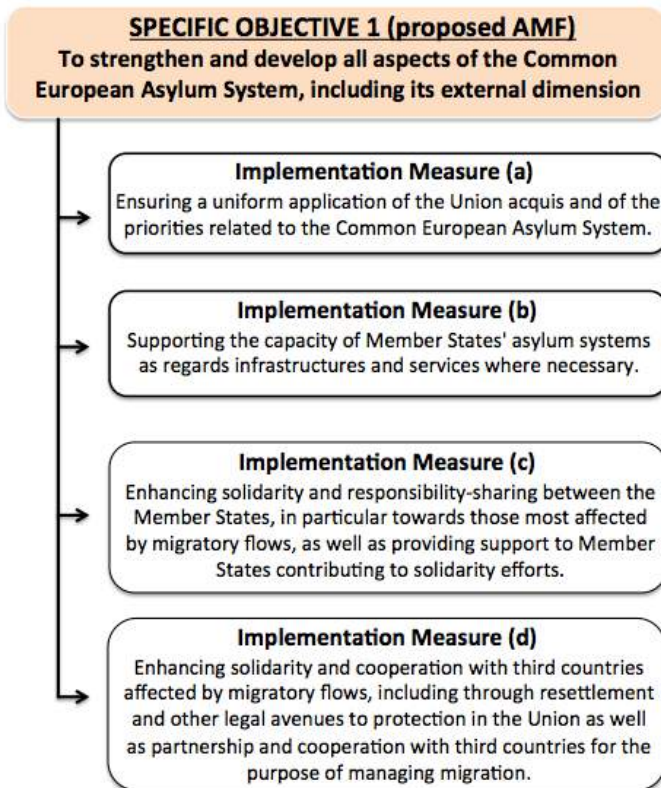 SPECIFIC OBJECTIVE 1 (proposed AMF)
To strengthen and develop all aspects of the Common
European Asylum System, including its external dimension
Implementation Measure (a)
Ensuring a uniform application of the Union acquis and of the
priorities related to the Common European Asylum System.
Implementation Measure (b)
Supporting the capacity of Member States' asylum systems
as regards infrastructures and services where necessary.
Implementation Measure (c)
Enhancing solidarity and responsibility-sharing between the
Member States, in particular towards those most affected
by migratory flows, as well as providing support to Member
States contributing to solidarity efforts.
Implementation Measure (d)
Enhancing solidarity and cooperation with third countries
affected by migratory flows, including through resettlement
and other legal avenues to protection in the Union as well
as partnership and cooperation with third countries for the
purpose of managing migration.